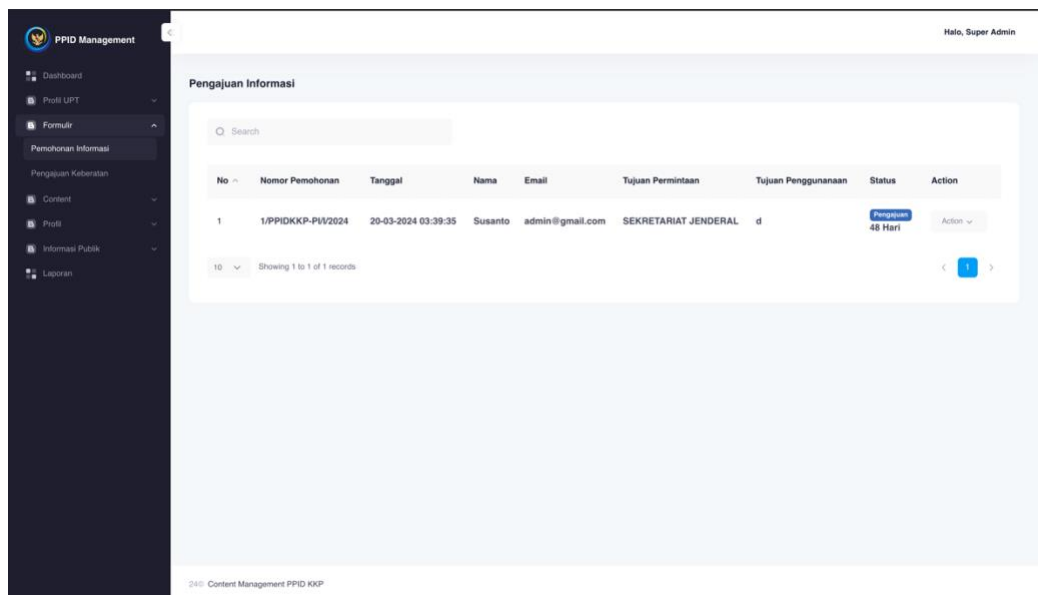 PPID Management
Halo, Super Admin
Dashboard
Profil UPT
Formulir
Pemohonan Informasi
Pengajuan Keberatan
Content
Profil
Informasi Publik
Laporan
Pengajuan Informasi
Search
No Nomor Pemohonan Tanggal Nama Email Tujuan Permintaan Tujuan Penggunanaan Status Action
1 1/PPIDKKP-PI/I/2024 20-03-2024 03:39:35 Susanto admin@gmail.com SEKRETARIAT JENDERAL d Pengajuan Action
48 Hari
10 Showing 1 to 1 of 1 records 1
240 Content Management PPID KKP